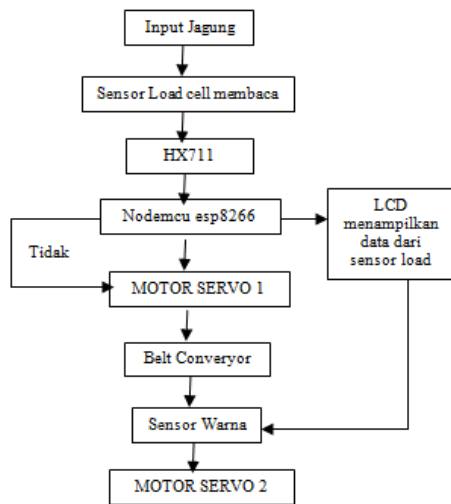 Input Jagung
Sensor Load cell membaca
HX711
Nodemcu esp8266
LCD
menampilkan
data dari
sensor load
Tidak
MOTOR SERVO 1
Belt Converyor
Sensor Warna
MOTOR SERVO 2